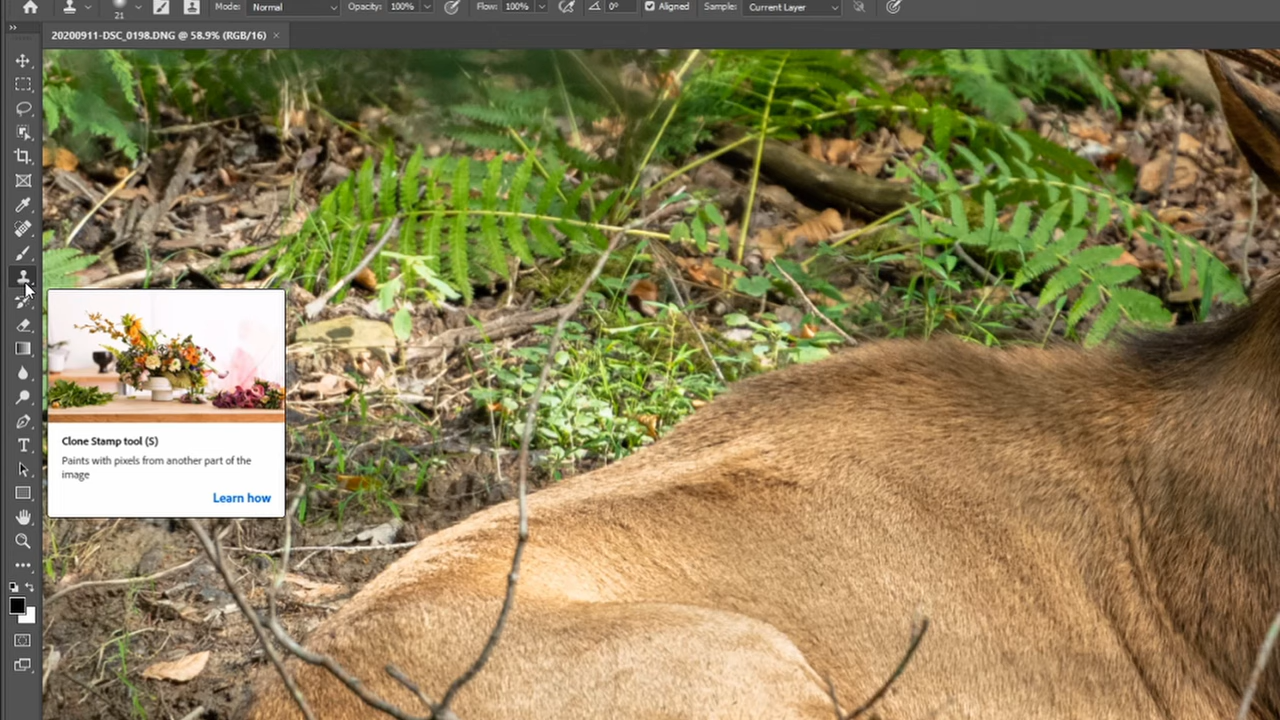 21 Mode: Normal Opacity: 100% Flow: 100% 0° Aligned Sample: Current Layer
20200911-DSC_0198.DNG @ 58.9% (RGB/16) ×
Clone Stamp tool (S)
Paints with pixels from another part of the
image
Learn how